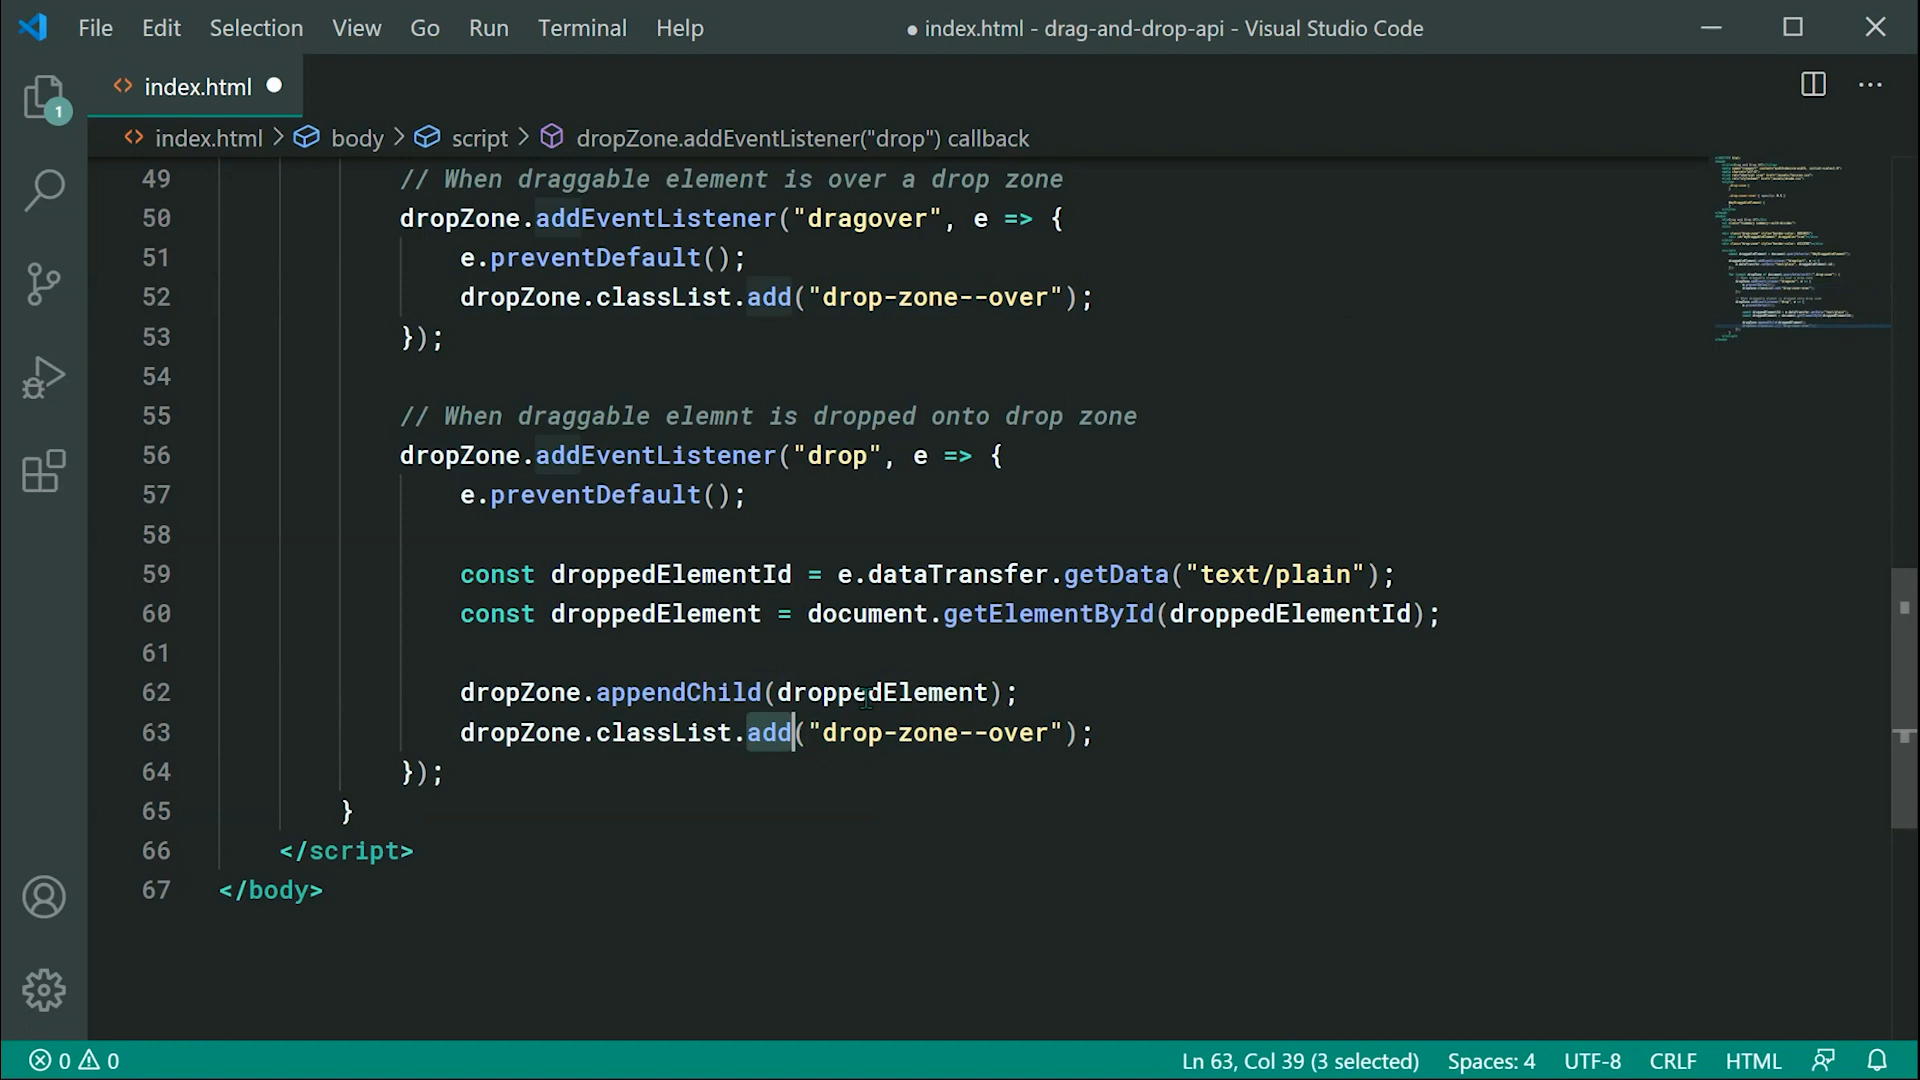 File Edit Selection View Go Run Terminal Help ● index.html - drag-and-drop-api - Visual Studio Code
index.html
1
index.html > body > script > dropZone.addEventListener("drop") callback
49 // When draggable element is over a drop zone
50 dropZone.addEventListener("dragover", e => {
51 e.preventDefault();
52 dropZone.classList.add("drop-zone--over");
53 });
54
55 // When draggable elemnt is dropped onto drop zone
56 dropZone.addEventListener("drop", e => {
57 e.preventDefault();
58
59 const droppedElementId = e.dataTransfer.getData("text/plain");
60 const droppedElement = document.getElementById(droppedElementId);
61
62 dropZone.appendChild(droppedElement);
63 dropZone.classList.add("drop-zone--over");
64 });
65 }
66 </script>
67 </body>
0 0 Ln 63, Col 39 (3 selected) Spaces: 4 UTF-8 CRLF HTML